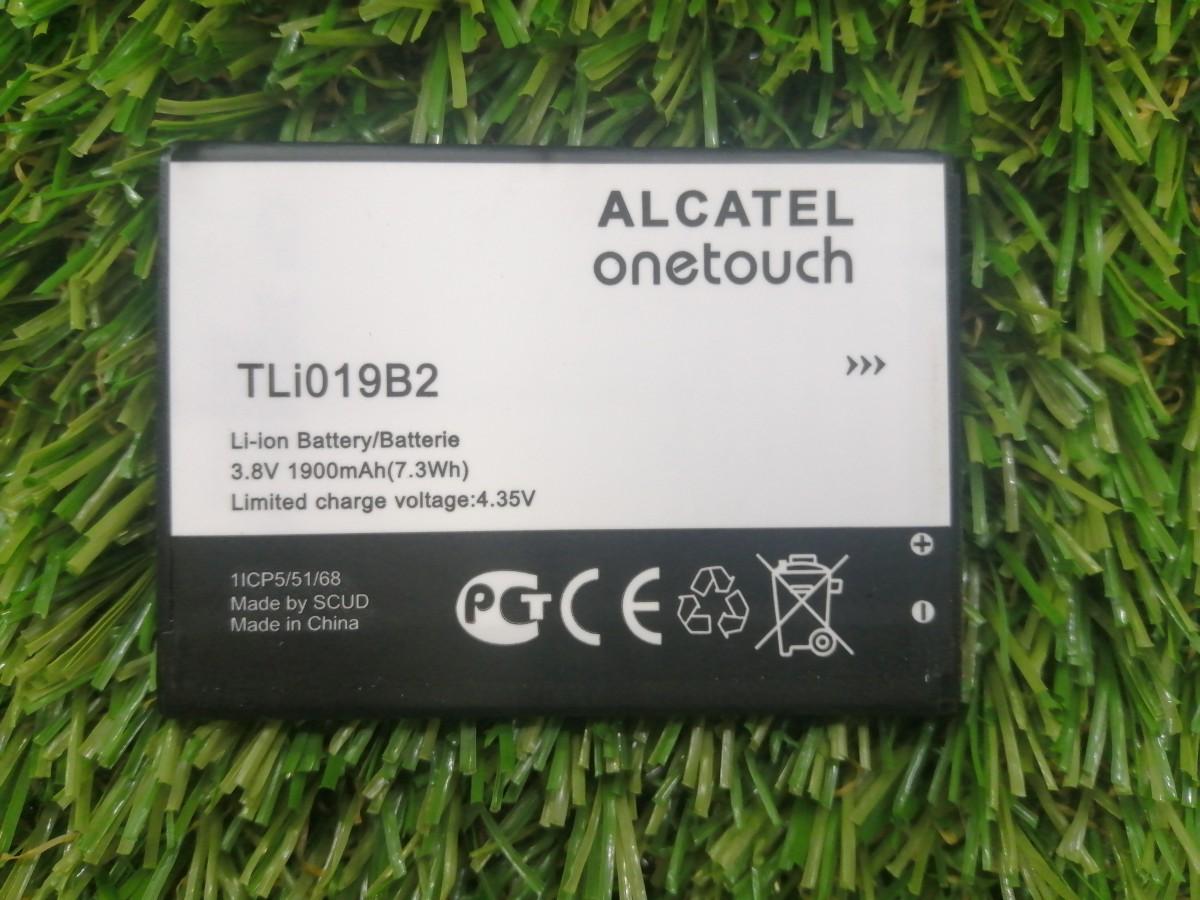 ALCATEL
onetouch
›››
TLi019B2
Li-ion Battery/Batterie
3.8V 1900mAh(7.3Wh)
Limited charge voltage:4.35V
1ICP5/51/68
Made by SCUD
Made in China
РСТ CE